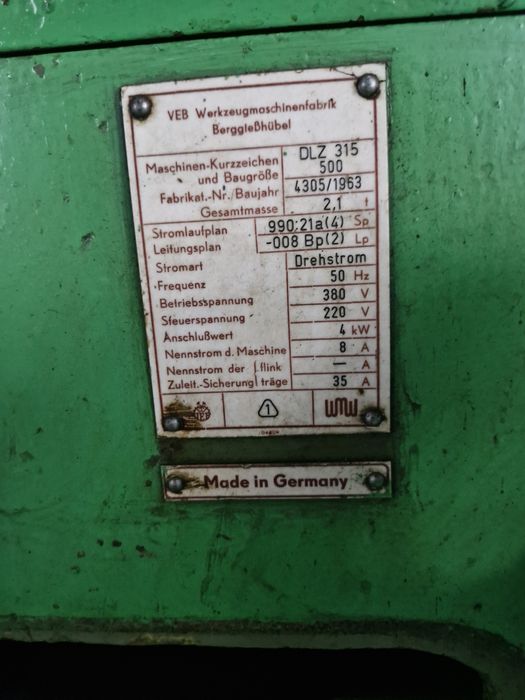 VEB Werkzeugmaschinenfabrik
Berggießhübel
Maschinen-Kurzzeichen und Baugröße DLZ 315 500
Fabrikat.-Nr./Baujahr 4305/1963
Gesamtmasse 2,1 t
Stromlaufplan 990:21a(4) Sp
Leitungsplan -008 Bp(2) Lp
Stromart Drehstrom
Frequenz 50 Hz
Betriebsspannung 380 V
Steuerspannung 220 V
Anschlußwert 4 kW
Nennstrom d. Maschine 8 A
Nennstrom der flink — A
Zuleit.-Sicherung träge 35 A
1 WMW
Made in Germany